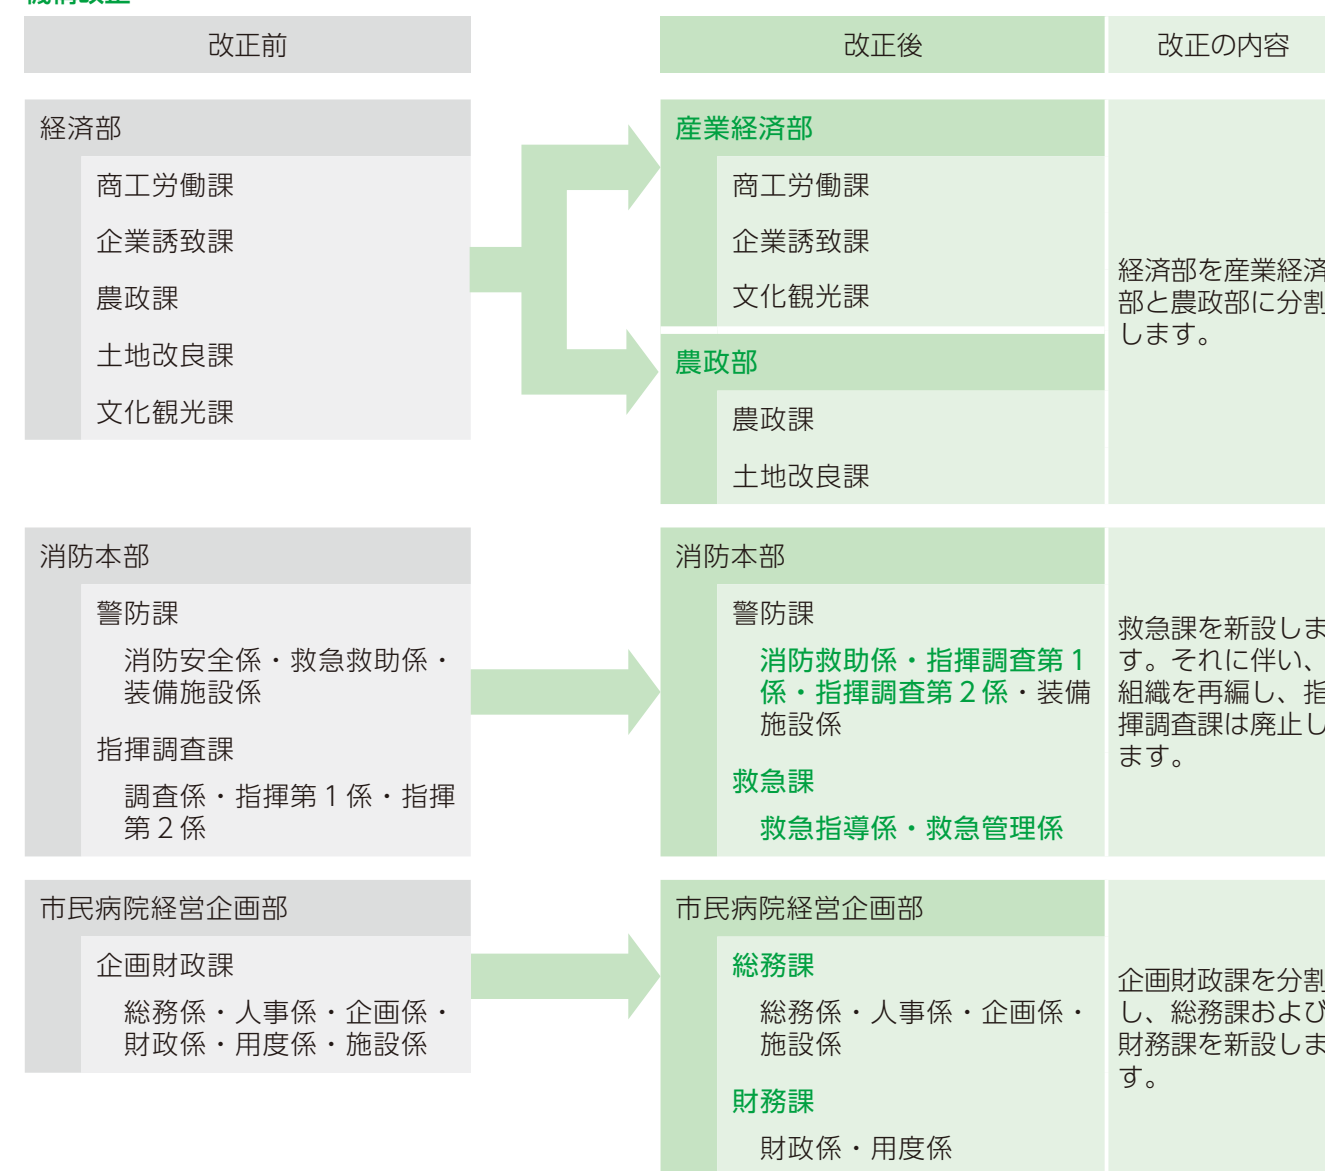 機構改正
改正前
改正後
改正の内容
経済部
商工労働課
企業誘致課
農政課
土地改良課
文化観光課
産業経済部
商工労働課
企業誘致課
文化観光課
農政部
農政課
土地改良課
経済部を産業経済
部と農政部に分割
します。
消防本部
警防課
消防安全係・救急救助係・
装備施設係
指揮調査課
調査係・指揮第1係・指揮
第2係
消防本部
警防課
消防救助係・指揮調査第1
係・指揮調査第2係・装備
施設係
救急課
救急指導係・救急管理係
救急課を新設しま
す。それに伴い、
組織を再編し、指
揮調査課は廃止し
ます。
市民病院経営企画部
企画財政課
総務係・人事係・企画係・
財政係・用度係・施設係
市民病院経営企画部
総務課
総務係・人事係・企画係・
施設係
財務課
財政係・用度係
企画財政課を分割
し、総務課および
財務課を新設しま
す。